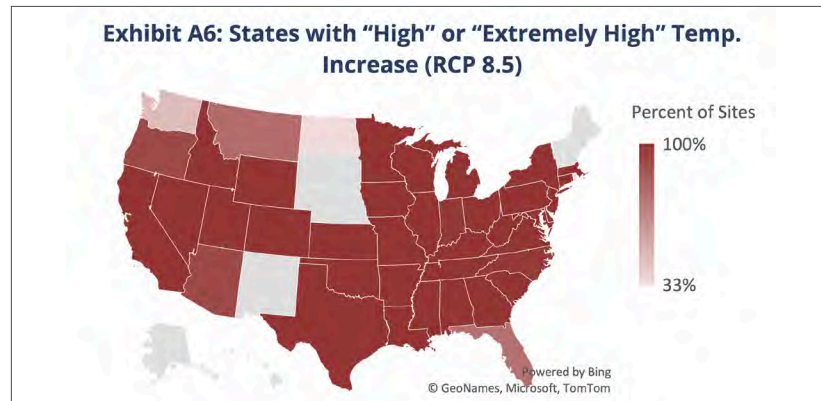 Exhibit A6: States with “High” or “Extremely High” Temp.
Increase (RCP 8.5)
Percent of Sites
100%
33%
Powered by Bing
© GeoNames, Microsoft, TomTom